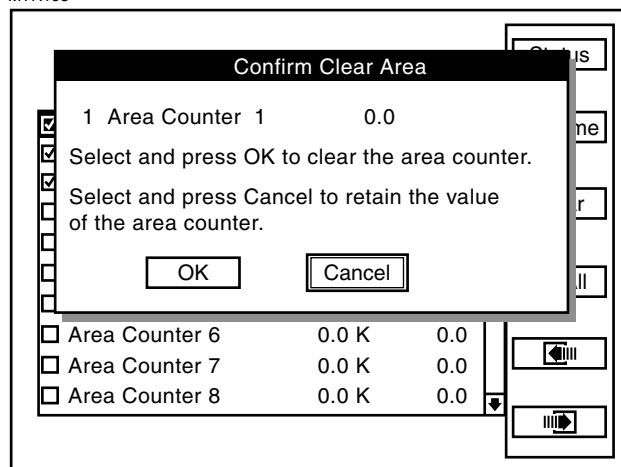 Confirm Clear Area
1 Area Counter 1 0.0
Select and press OK to clear the area counter.
Select and press Cancel to retain the value
of the area counter.
OK Cancel
Area Counter 6 0.0 K 0.0
Area Counter 7 0.0 K 0.0
Area Counter 8 0.0 K 0.0